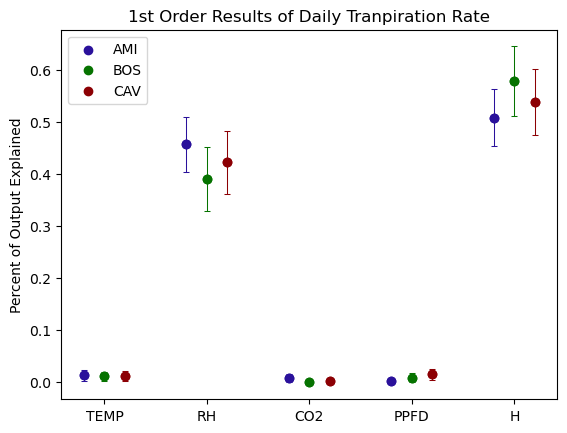 1st Order Results of Daily Tranpiration Rate
AMI
BOS
CAV
Percent of Output Explained
0.6
0.5
0.4
0.3
0.2
0.1
0.0
TEMP RH CO2 PPFD H